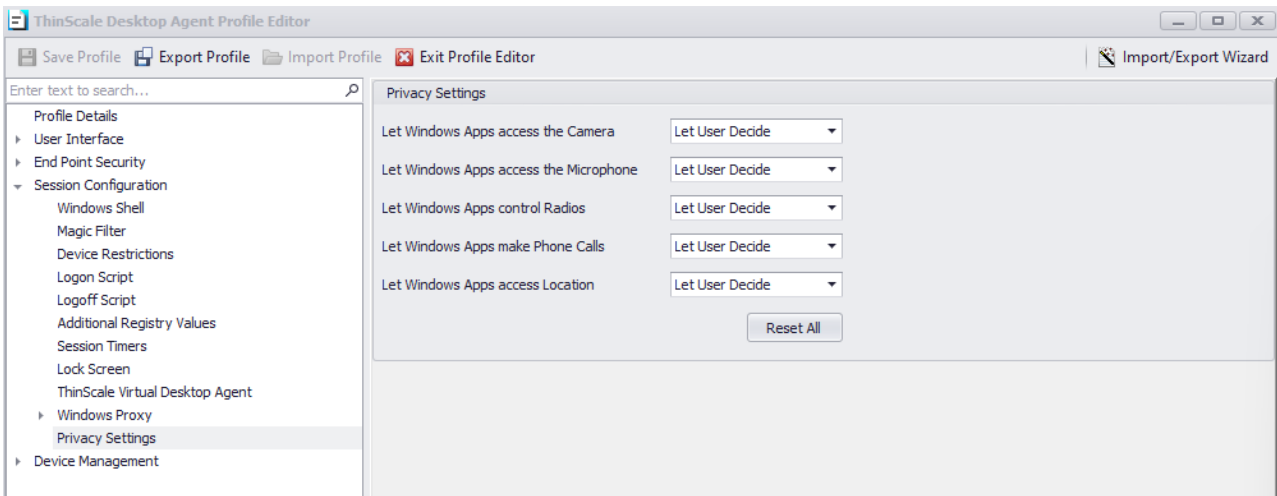 ThinScale Desktop Agent Profile Editor
Save Profile Export Profile Import Profile Exit Profile Editor Import/Export Wizard
Enter text to search...
Profile Details
User Interface
End Point Security
Session Configuration
Windows Shell
Magic Filter
Device Restrictions
Logon Script
Logoff Script
Additional Registry Values
Session Timers
Lock Screen
ThinScale Virtual Desktop Agent
Windows Proxy
Privacy Settings
Device Management
Privacy Settings
Let Windows Apps access the Camera Let User Decide
Let Windows Apps access the Microphone Let User Decide
Let Windows Apps control Radios Let User Decide
Let Windows Apps make Phone Calls Let User Decide
Let Windows Apps access Location Let User Decide
Reset All